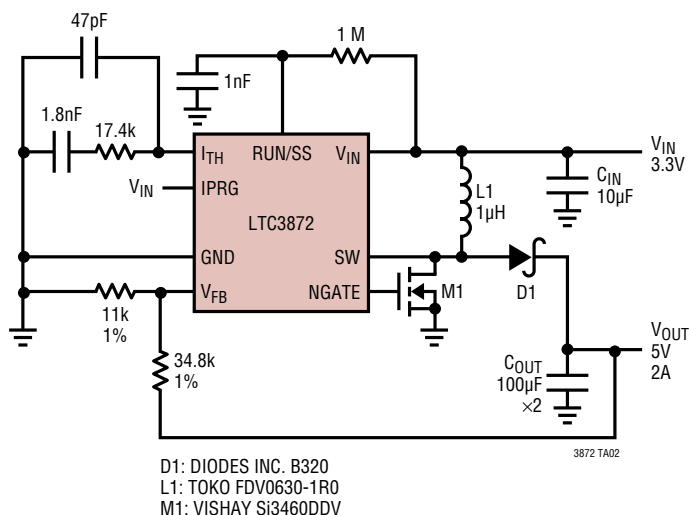 47pF
1 M
1nF
1.8nF
17.4k
ITH
RUN/SS
VIN
VIN
3.3V
VIN
IPRG
L1
1µH
CIN
10µF
LTC3872
GND
SW
D1
VFB
NGATE
M1
11k
1%
34.8k
1%
VOUT
5V
2A
COUT
100µF
×2
3872 TA02
D1: DIODES INC. B320
L1: TOKO FDV0630-1R0
M1: VISHAY Si3460DDV